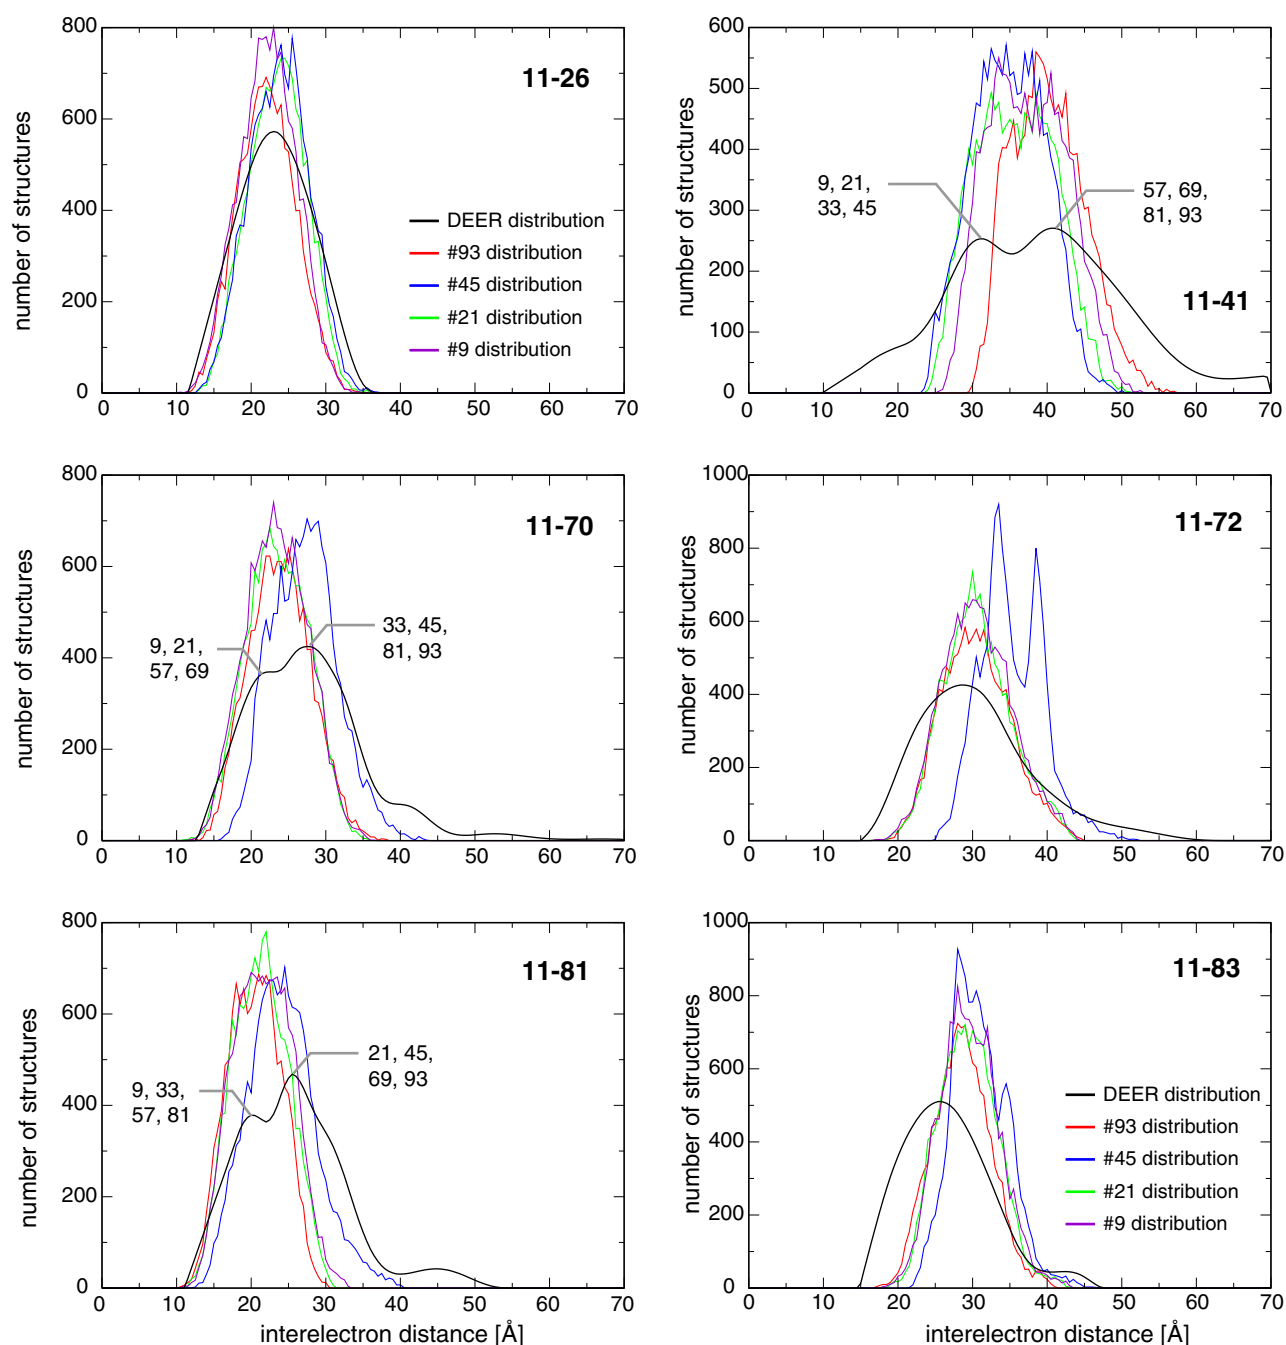 800
600
400
200
0
number of structures
11-26
DEER distribution
#93 distribution
#45 distribution
#21 distribution
#9 distribution
0 10 20 30 40 50 60 70
600
500
400
300
200
100
0
number of structures
9, 21,
33, 45
57, 69,
81, 93
11-41
0 10 20 30 40 50 60 70
800
600
400
200
0
number of structures
11-70
9, 21,
57, 69
33, 45,
81, 93
0 10 20 30 40 50 60 70
1000
800
600
400
200
0
number of structures
11-72
0 10 20 30 40 50 60 70
800
600
400
200
0
number of structures
11-81
9, 33,
57, 81
21, 45,
69, 93
0 10 20 30 40 50 60 70
interelectron distance [Å]
1000
800
600
400
200
0
number of structures
11-83
DEER distribution
#93 distribution
#45 distribution
#21 distribution
#9 distribution
0 10 20 30 40 50 60 70
interelectron distance [Å]